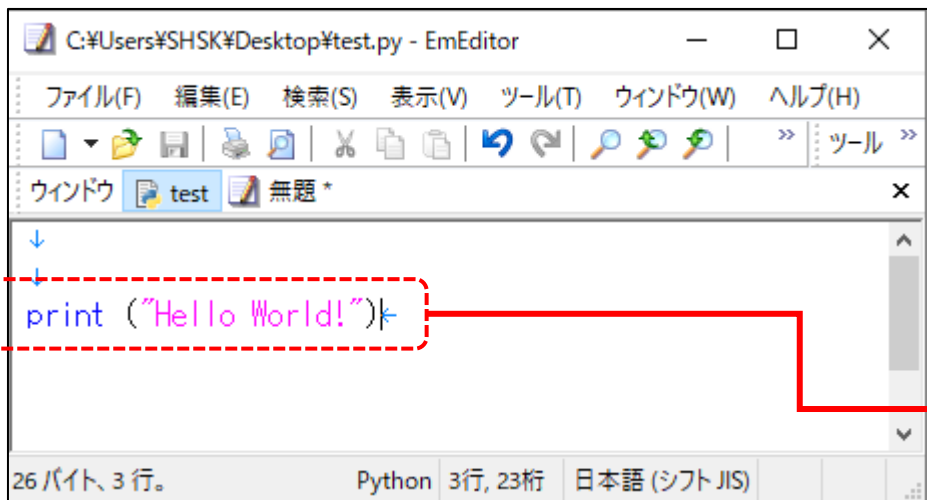 C:¥Users¥SHSK¥Desktop¥test.py - EmEditor
ファイル(F) 編集(E) 検索(S) 表示(V) ツール(T) ウィンドウ(W) ヘルプ(H)
ツール
ウィンドウ test 無題 *
↓
↓
print ("Hello World!")←
26 バイト、3 行。 Python 3行, 23桁 日本語 (シフト JIS)